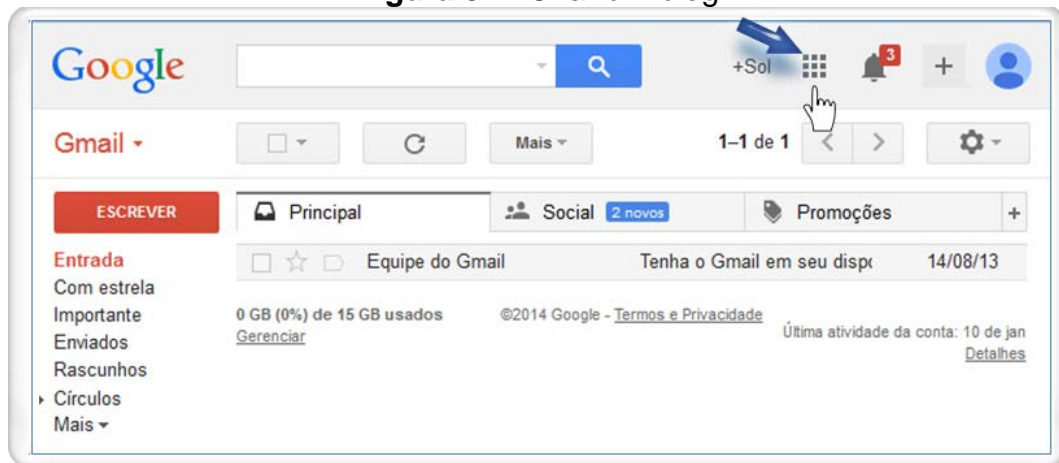 Google
+Sol
3
+
Gmail
Mais
1–1 de 1
ESCREVER
Principal
Social 2 novos
Promoções
+
Entrada
Equipe do Gmail Tenha o Gmail em seu dispo 14/08/13
Com estrela
Importante
0 GB (0%) de 15 GB usados
©2014 Google - Termos e Privacidade
Enviados
Gerenciar
Última atividade da conta: 10 de jan
Detalhes
Rascunhos
Círculos
Mais